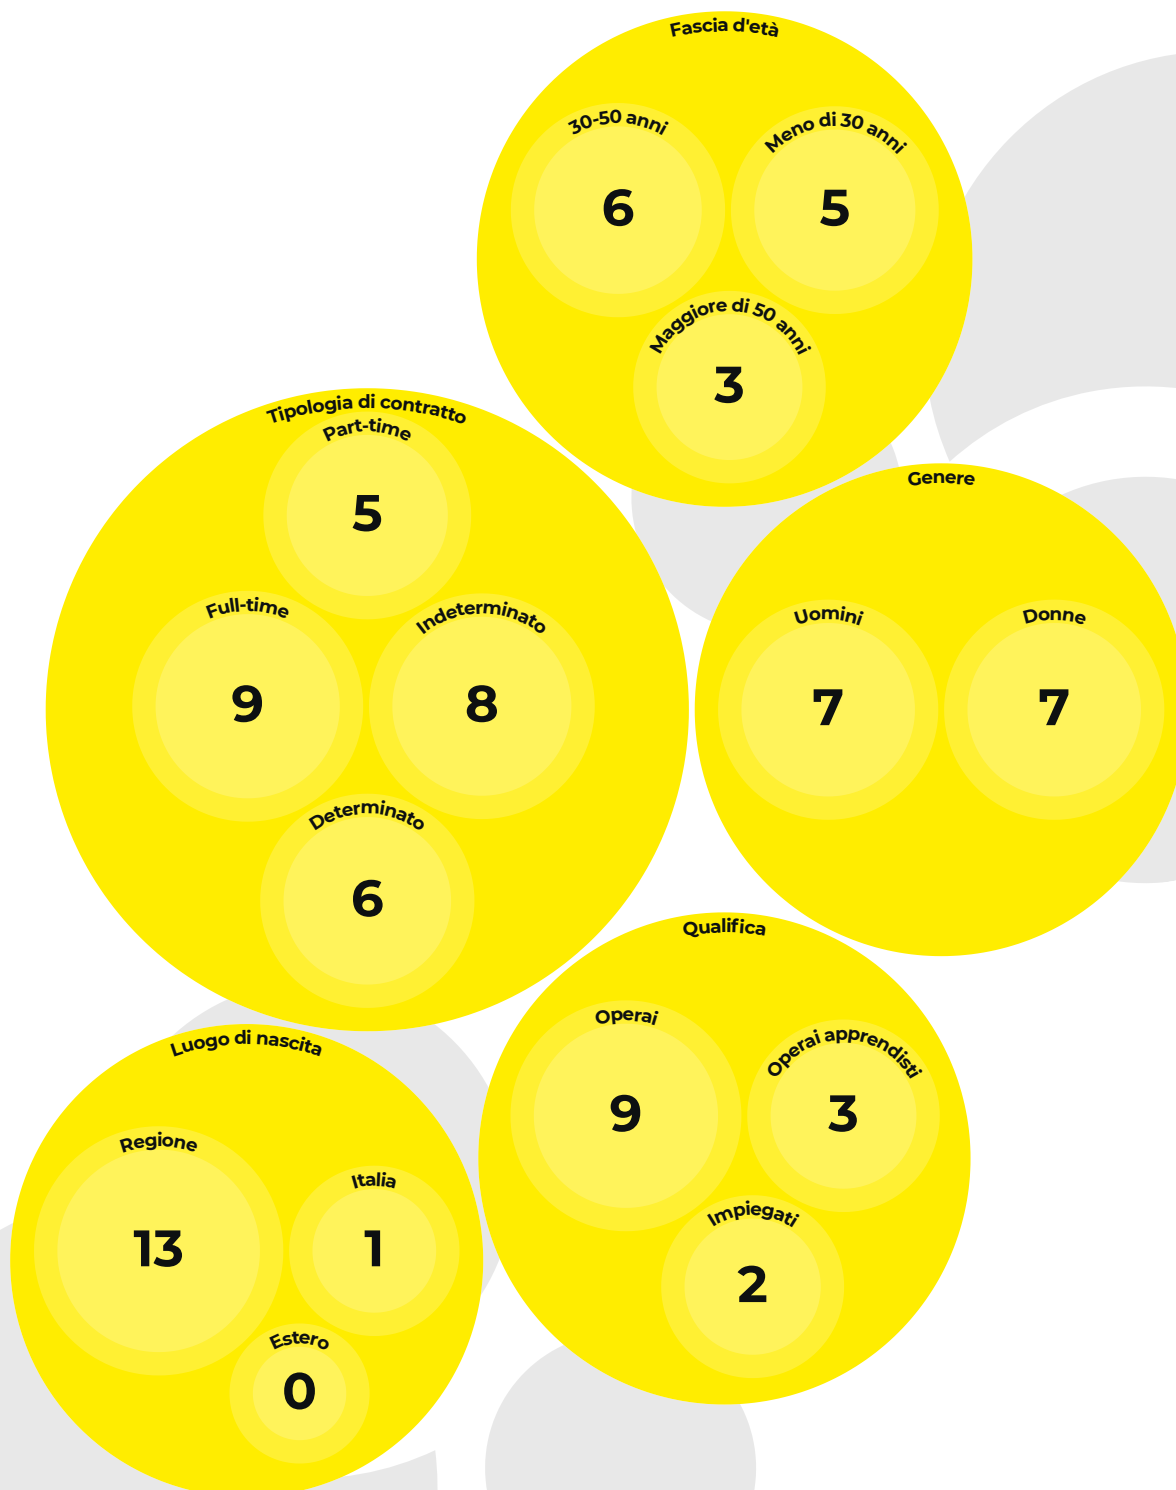 Fascia d'età
30-50 anni
6
Meno di 30 anni
5
Maggiore di 50 anni
3
Tipologia di contratto
Part-time
5
Full-time
9
Indeterminato
8
Determinato
6
Genere
Uomini
7
Donne
7
Qualifica
Operai
9
Operai apprendisti
3
Impiegati
2
Luogo di nascita
Regione
13
Italia
1
Estero
0